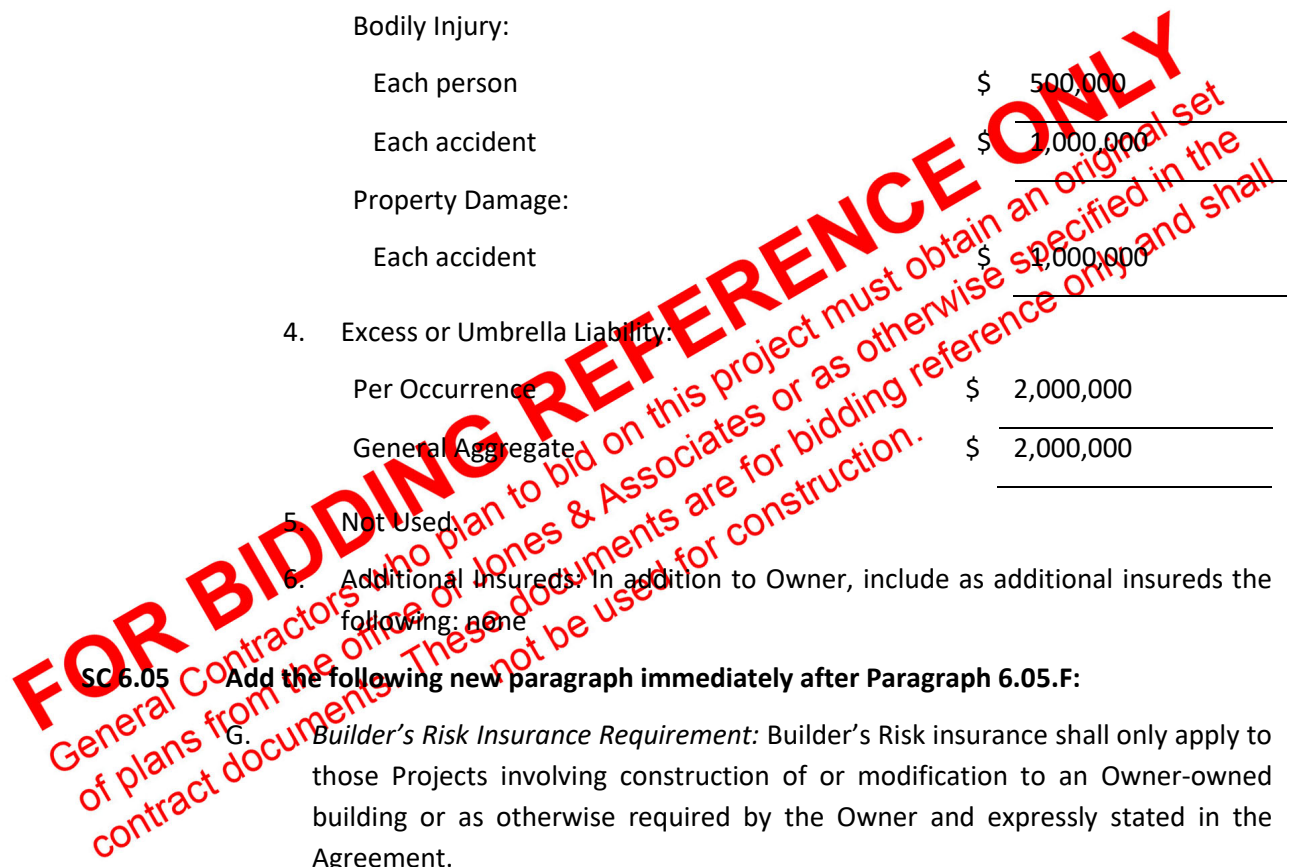 Bodily Injury:
Each person $ 500,000
Each accident $ 1,000,000
Property Damage:
Each accident $ 1,000,000
4. Excess or Umbrella Liability:
Per Occurrence $ 2,000,000
General Aggregate $ 2,000,000
5. Not Used.
6. Additional Insureds: In addition to Owner, include as additional insureds the
following: none
SC 6.05 Add the following new paragraph immediately after Paragraph 6.05.F:
G. Builder’s Risk Insurance Requirement: Builder’s Risk insurance shall only apply to
those Projects involving construction of or modification to an Owner-owned
building or as otherwise required by the Owner and expressly stated in the
Agreement.
FOR BIDDING REFERENCE ONLY
General Contractors who plan to bid on this project must obtain an original set
of plans from the office of Jones & Associates or as otherwise specified in the
contract documents. These documents are for bidding reference only and shall
not be used for construction.